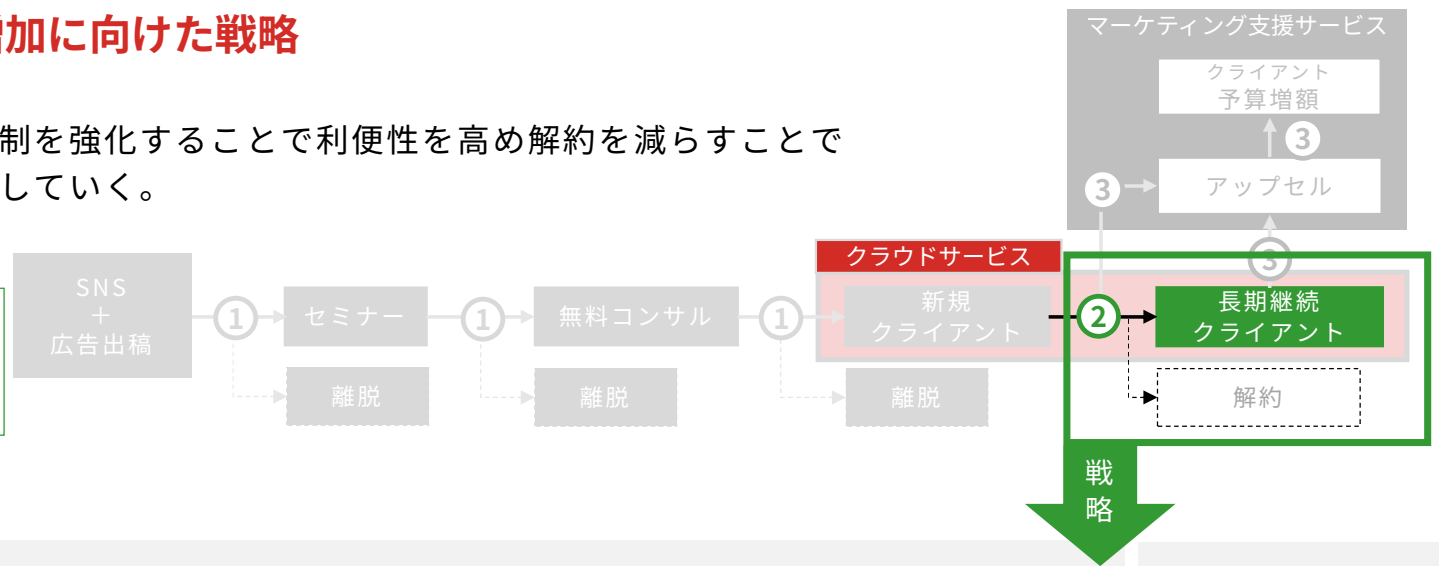 増加に向けた戦略
制を強化することで利便性を高め解約を減らすことで
していく。
マーケティング支援サービス
クライアント
予算増額
3
3
アップセル
3
クラウドサービス
SNS
+
広告出稿
1
セミナー
1
無料コンサル
1
新規
クライアント
2
長期継続
クライアント
離脱
離脱
離脱
解約
戦
略